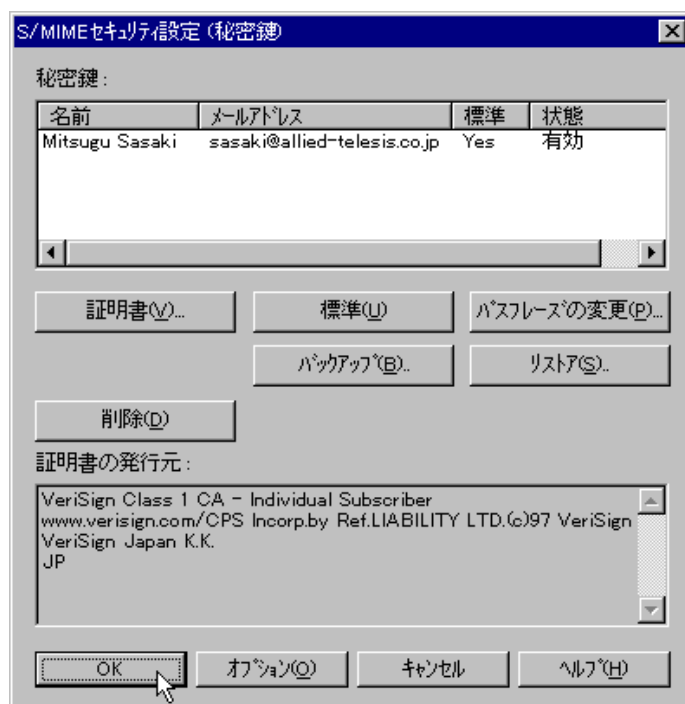 S/MIMEｾｷｭﾘﾃｨ設定 (秘密鍵)
秘密鍵:
名前 ﾒｰﾙｱﾄﾞﾚｽ 標準 状態
Mitsugu Sasaki sasaki@allied-telesis.co.jp Yes 有効
証明書(V)... 標準(U) ﾊﾟｽﾌﾚｰｽﾞの変更(P)...
ﾊﾞｯｸｱｯﾌﾟ(B).. ﾘｽﾄｱ(S)..
削除(D)
証明書の発行元:
VeriSign Class 1 CA - Individual Subscriber
www.verisign.com/CPS Incorp.by Ref.LIABILITY LTD.(c)97 VeriSign
VeriSign Japan K.K.
JP
OK ｵﾌﾟｼｮﾝ(O) ｷｬﾝｾﾙ ﾍﾙﾌﾟ(H)